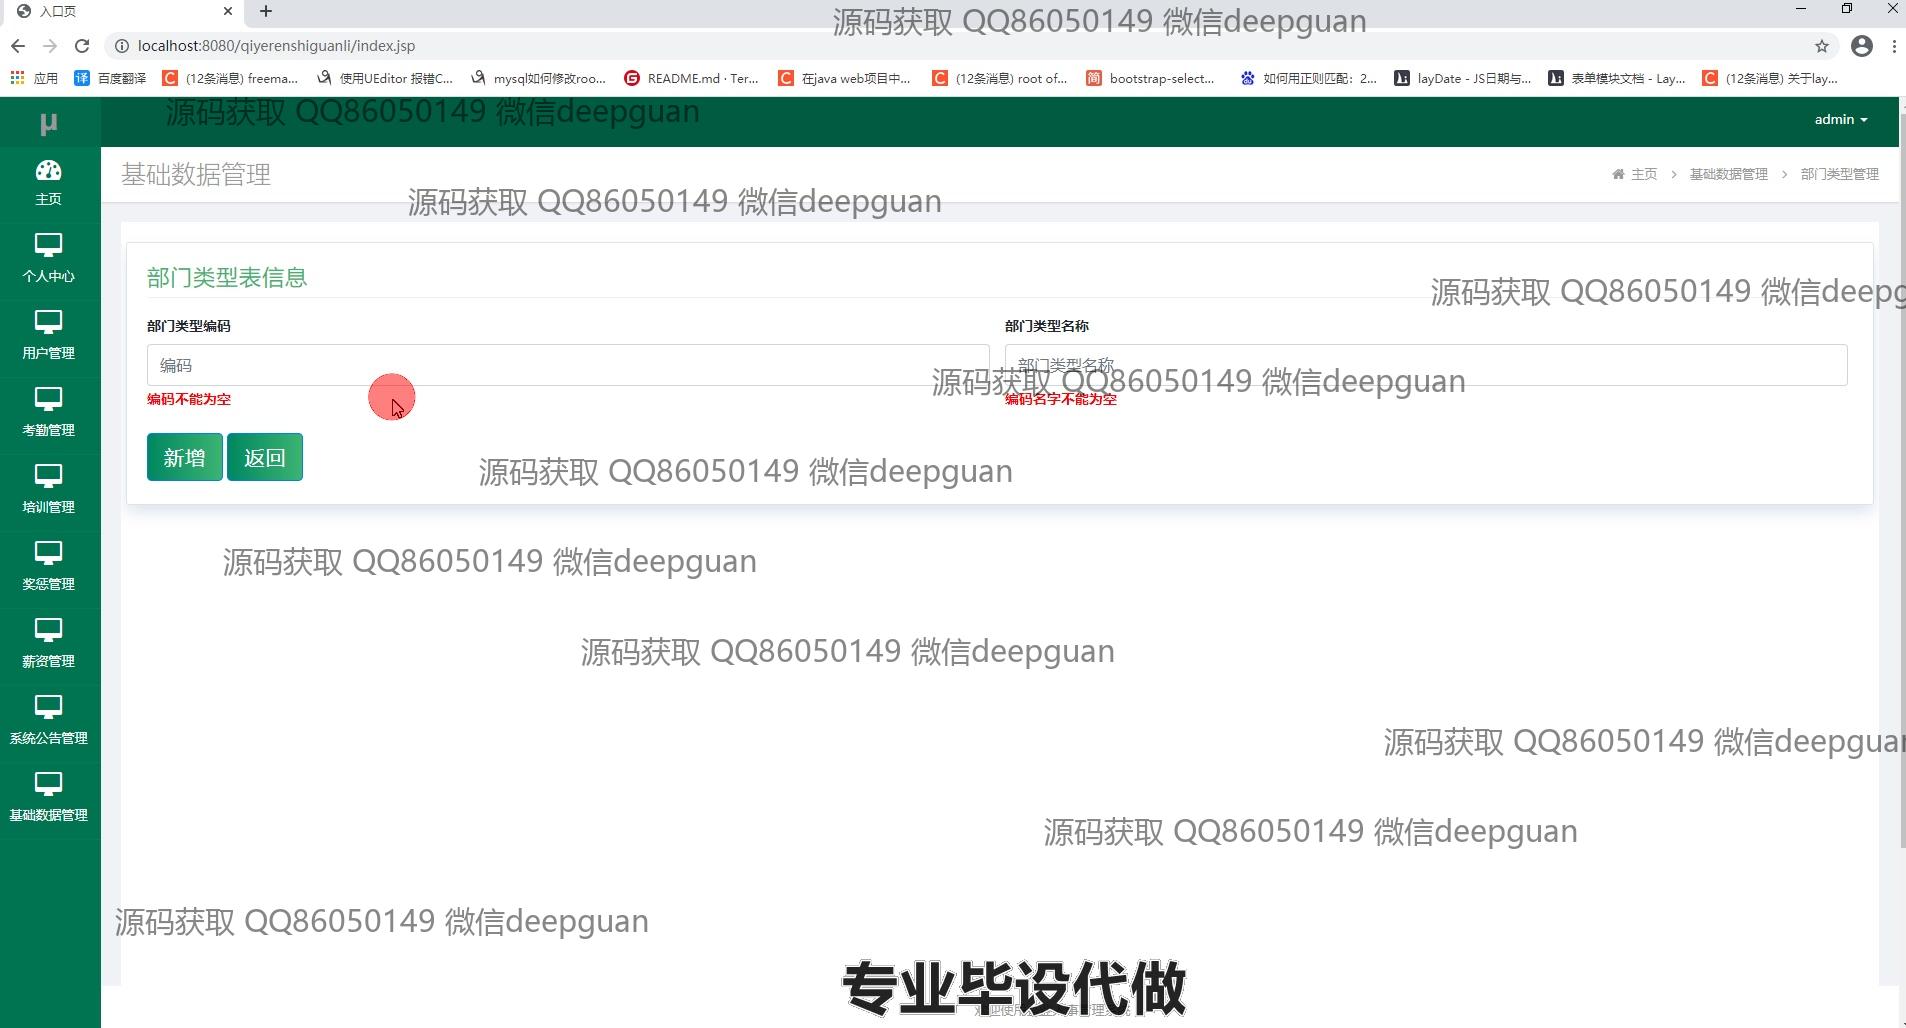 入口页
源码获取 QQ86050149 微信deepguan
localhost:8080/qiyerenshiguanli/index.jsp
应用 百度翻译 (12条消息) freema... 使用UEditor 报错C... mysql如何修改roo... README.md · Ter... 在java web项目中... (12条消息) root of... bootstrap-select... 如何用正则匹配：2... layDate - JS日期与... 表单模块文档 - Lay... (12条消息) 关于lay...
源码获取 QQ86050149 微信deepguan
μ
admin
主页
基础数据管理
主页 > 基础数据管理 > 部门类型管理
源码获取 QQ86050149 微信deepguan
个人中心
部门类型表信息
源码获取 QQ86050149 微信deepg
用户管理
部门类型编码 部门类型名称
编码 部门类型名称
源码获取 QQ86050149 微信deepguan
编码不能为空 编码名字不能为空
考勤管理
新增 返回
源码获取 QQ86050149 微信deepguan
培训管理
源码获取 QQ86050149 微信deepguan
奖惩管理
源码获取 QQ86050149 微信deepguan
薪资管理
系统公告管理
源码获取 QQ86050149 微信deepguan
基础数据管理
源码获取 QQ86050149 微信deepguan
源码获取 QQ86050149 微信deepguan
专业毕设代做